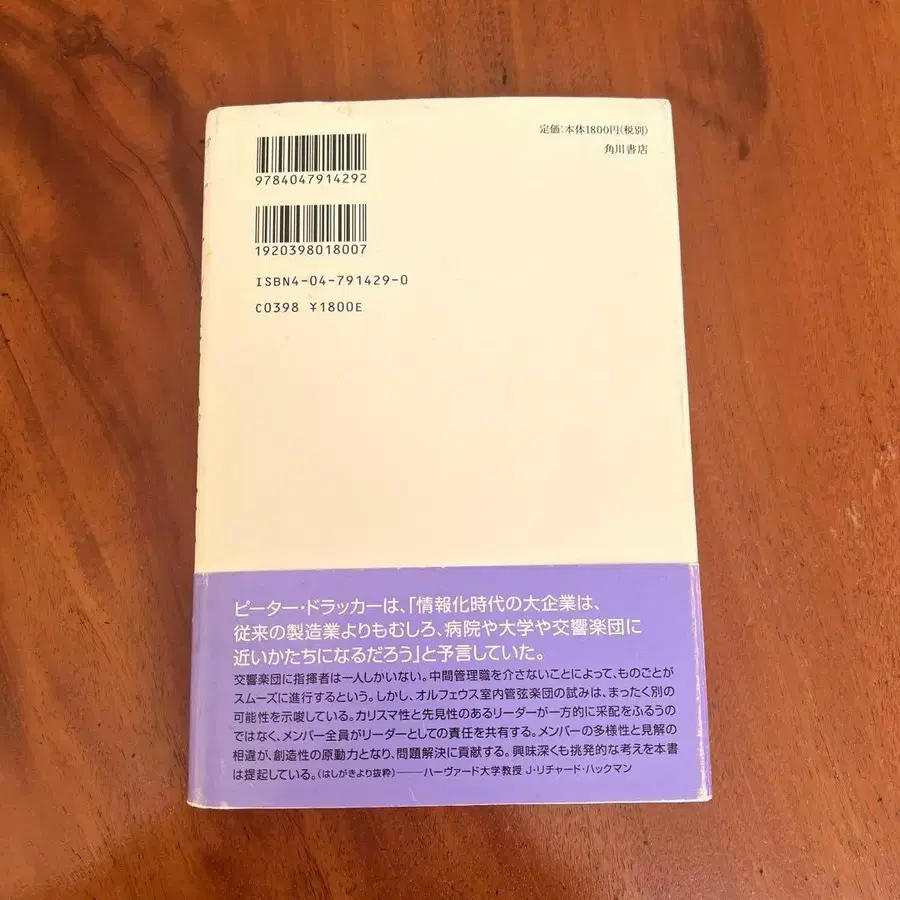 定価：本体1800円（税別）
角川書店
9784047914292
1920398018007
ISBN4-04-791429-0
C0398 ¥1800E
ピーター・ドラッカーは、「情報化時代の大企業は、
従来の製造業よりもむしろ、病院や大学や交響楽団に
近いかたちになるだろう」と予言していた。
交響楽団に指揮者は一人しかいない。中間管理職を介さないことによって、ものごとが
スムーズに進行するという。しかし、オルフェウス室内管弦楽団の試みは、まったく別の
可能性を示唆している。カリスマ性と先見性のあるリーダーが一方的に采配をふるうの
ではなく、メンバー全員がリーダーとしての責任を共有する。メンバーの多様性と見解の
相違が、創造性の原動力となり、問題解決に貢献する。興味深くも挑発的な考えを本書
は提起している。（はしがきより抜粋）――ハーヴァード大学教授 J・リチャード・ハックマン